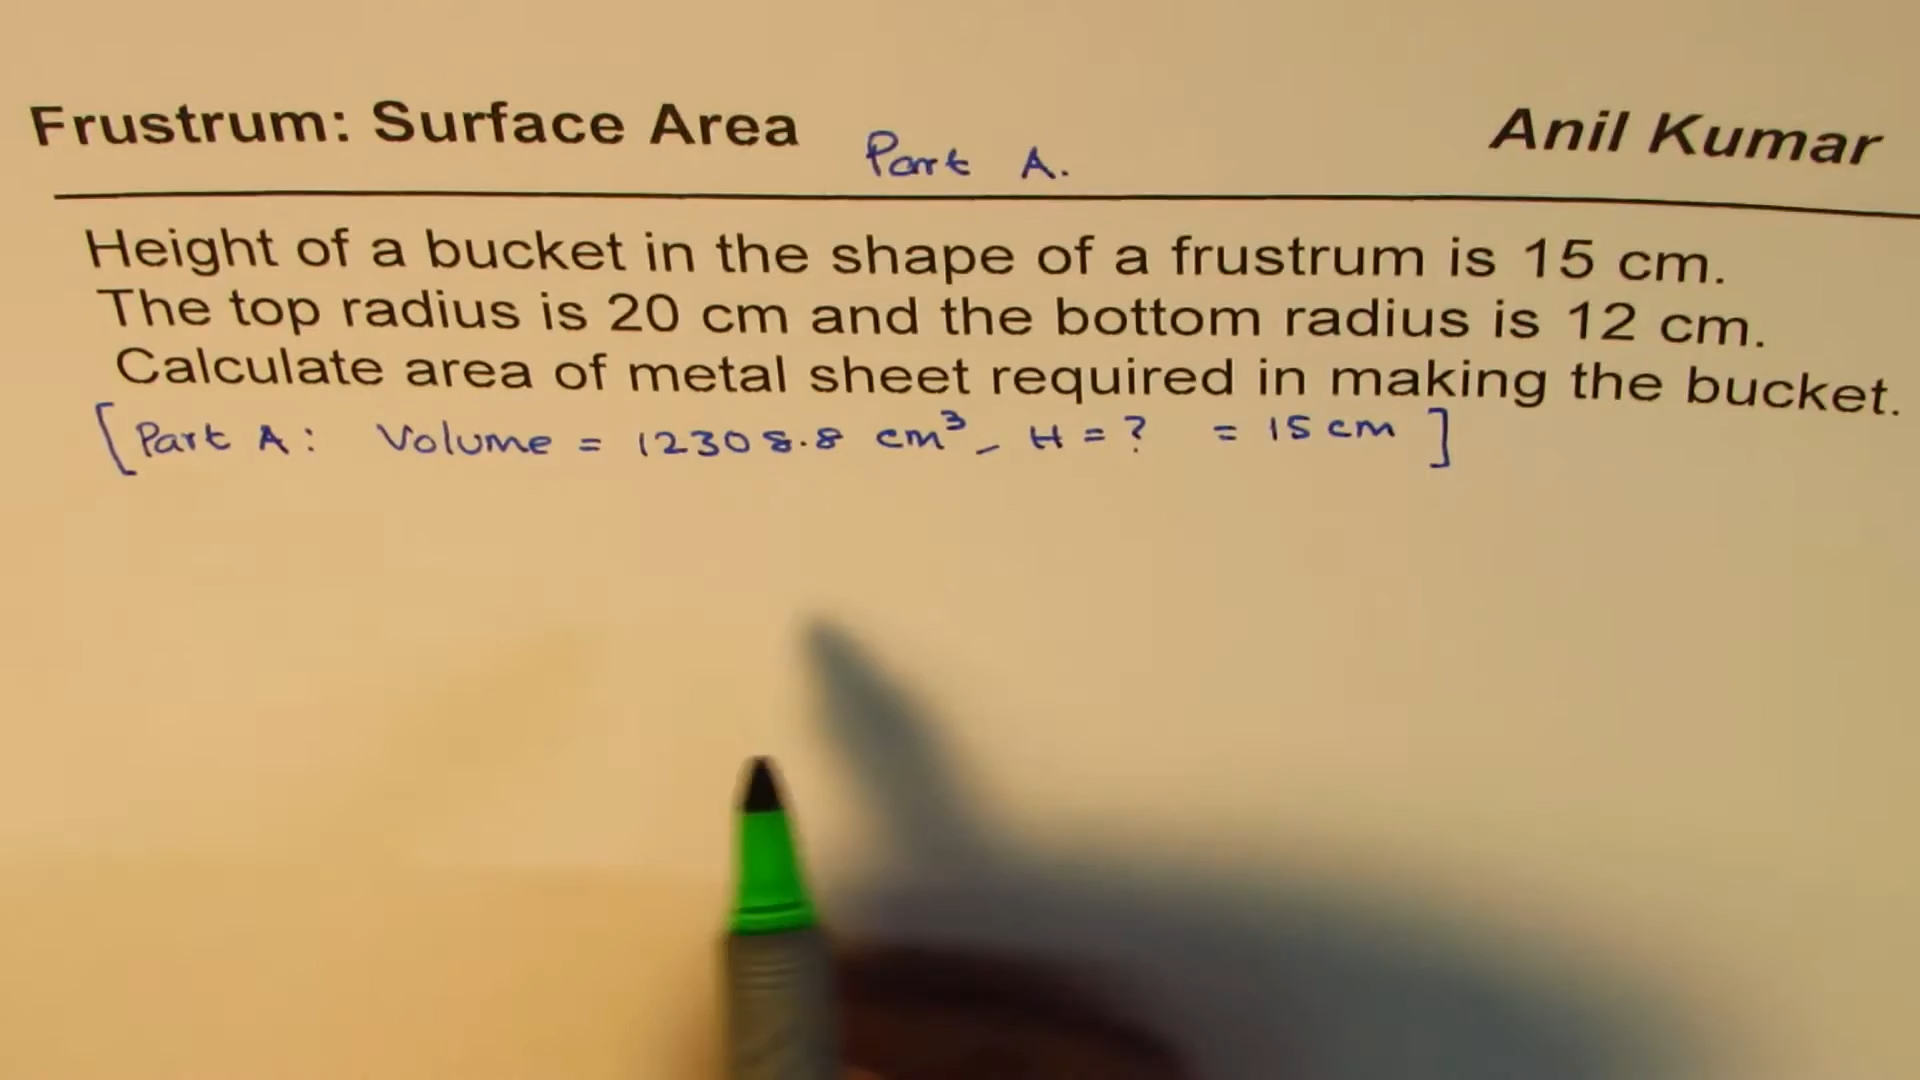 Frustrum: Surface Area Part A. Anil Kumar
Height of a bucket in the shape of a frustrum is 15 cm.
The top radius is 20 cm and the bottom radius is 12 cm.
Calculate area of metal sheet required in making the bucket.
[Part A: Volume = 12308.8 cm³, H = ? = 15 cm]